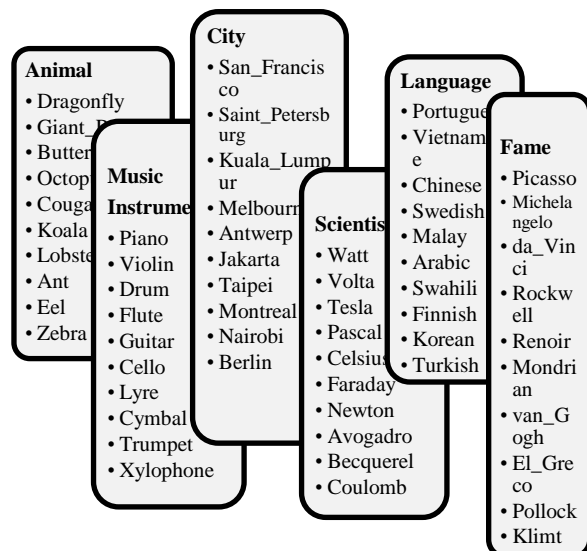 Animal
• Dragonfly
• Butter
• Octopu
• Couga
• Koala
• Lobste
• Ant
• Eel
• Zebra
Music
Instrume
• Piano
• Violin
• Drum
• Flute
• Guitar
• Cello
• Lyre
• Cymbal
• Trumpet
• Xylophone
City
• San_Francis
co
• Saint_Petersb
urg
• Kuala_Lump
ur
• Melbourn
• Antwerp
• Jakarta
• Taipei
• Montreal
• Nairobi
• Berlin
Scientis
• Watt
• Volta
• Tesla
• Pascal
• Celsius
• Faraday
• Newton
• Avogadro
• Becquerel
• Coulomb
Language
• Portugue
• Vietnam
e
• Chinese
• Swedish
• Malay
• Arabic
• Swahili
• Finnish
• Korean
• Turkish
Fame
• Picasso
• Michela
ngelo
• da_Vin
ci
• Rockw
ell
• Renoir
• Mondri
an
• van_G
ogh
• El_Gre
co
• Pollock
• Klimt